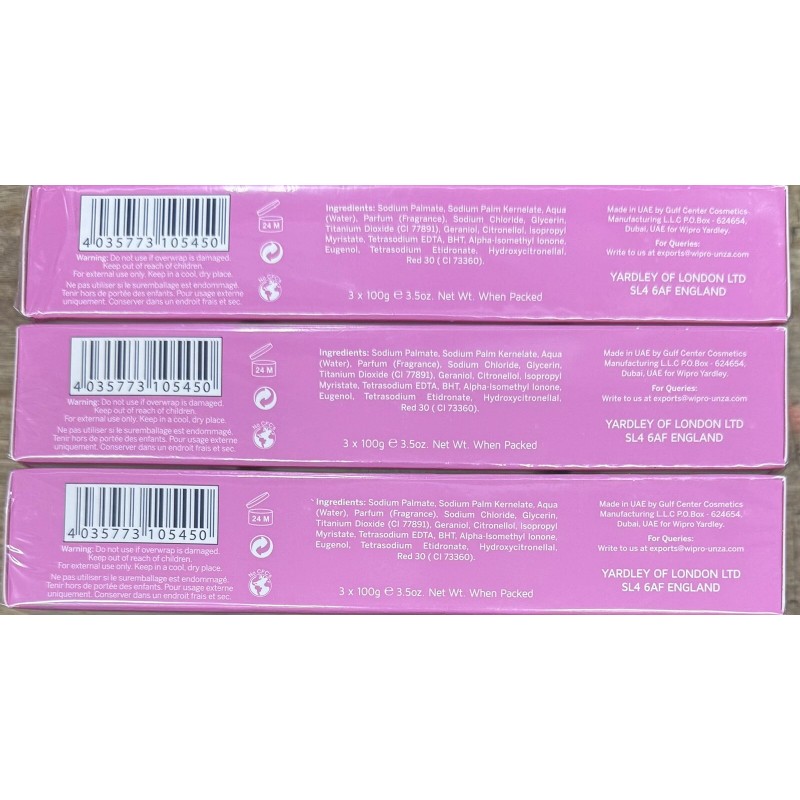 4 035773 105450
Warning: Do not use if overwrap is damaged.
Keep out of reach of children.
For external use only. Keep in a cool, dry place.
Ne pas utiliser si le suremballage est endommagé.
Tenir hors de portée des enfants. Pour usage externe
uniquement. Conserver dans un endroit frais et sec.
24 M
No CFC's
Ingredients: Sodium Palmate, Sodium Palm Kernelate, Aqua
(Water), Parfum (Fragrance), Sodium Chloride, Glycerin,
Titanium Dioxide (CI 77891), Geraniol, Citronellol, Isopropyl
Myristate, Tetrasodium EDTA, BHT, Alpha-Isomethyl Ionone,
Eugenol, Tetrasodium Etidronate, Hydroxycitronellal,
Red 30 ( CI 73360).
3 x 100g ℮ 3.5oz. Net Wt. When Packed
Made in UAE by Gulf Center Cosmetics
Manufacturing L.L.C P.O.Box - 624654,
Dubai, UAE for Wipro Yardley.
For Queries:
Write to us at exports@wipro-unza.com
YARDLEY OF LONDON LTD
SL4 6AF ENGLAND
4 035773 105450
Warning: Do not use if overwrap is damaged.
Keep out of reach of children.
For external use only. Keep in a cool, dry place.
Ne pas utiliser si le suremballage est endommagé.
Tenir hors de portée des enfants. Pour usage externe
uniquement. Conserver dans un endroit frais et sec.
24 M
No CFC's
Ingredients: Sodium Palmate, Sodium Palm Kernelate, Aqua
(Water), Parfum (Fragrance), Sodium Chloride, Glycerin,
Titanium Dioxide (CI 77891), Geraniol, Citronellol, Isopropyl
Myristate, Tetrasodium EDTA, BHT, Alpha-Isomethyl Ionone,
Eugenol, Tetrasodium Etidronate, Hydroxycitronellal,
Red 30 ( CI 73360).
3 x 100g ℮ 3.5oz. Net Wt. When Packed
Made in UAE by Gulf Center Cosmetics
Manufacturing L.L.C P.O.Box - 624654,
Dubai, UAE for Wipro Yardley.
For Queries:
Write to us at exports@wipro-unza.com
YARDLEY OF LONDON LTD
SL4 6AF ENGLAND
4 035773 105450
Warning: Do not use if overwrap is damaged.
Keep out of reach of children.
For external use only. Keep in a cool, dry place.
Ne pas utiliser si le suremballage est endommagé.
Tenir hors de portée des enfants. Pour usage externe
uniquement. Conserver dans un endroit frais et sec.
24 M
No CFC's
Ingredients: Sodium Palmate, Sodium Palm Kernelate, Aqua
(Water), Parfum (Fragrance), Sodium Chloride, Glycerin,
Titanium Dioxide (CI 77891), Geraniol, Citronellol, Isopropyl
Myristate, Tetrasodium EDTA, BHT, Alpha-Isomethyl Ionone,
Eugenol, Tetrasodium Etidronate, Hydroxycitronellal,
Red 30 ( CI 73360).
3 x 100g ℮ 3.5oz. Net Wt. When Packed
Made in UAE by Gulf Center Cosmetics
Manufacturing L.L.C P.O.Box - 624654,
Dubai, UAE for Wipro Yardley.
For Queries:
Write to us at exports@wipro-unza.com
YARDLEY OF LONDON LTD
SL4 6AF ENGLAND